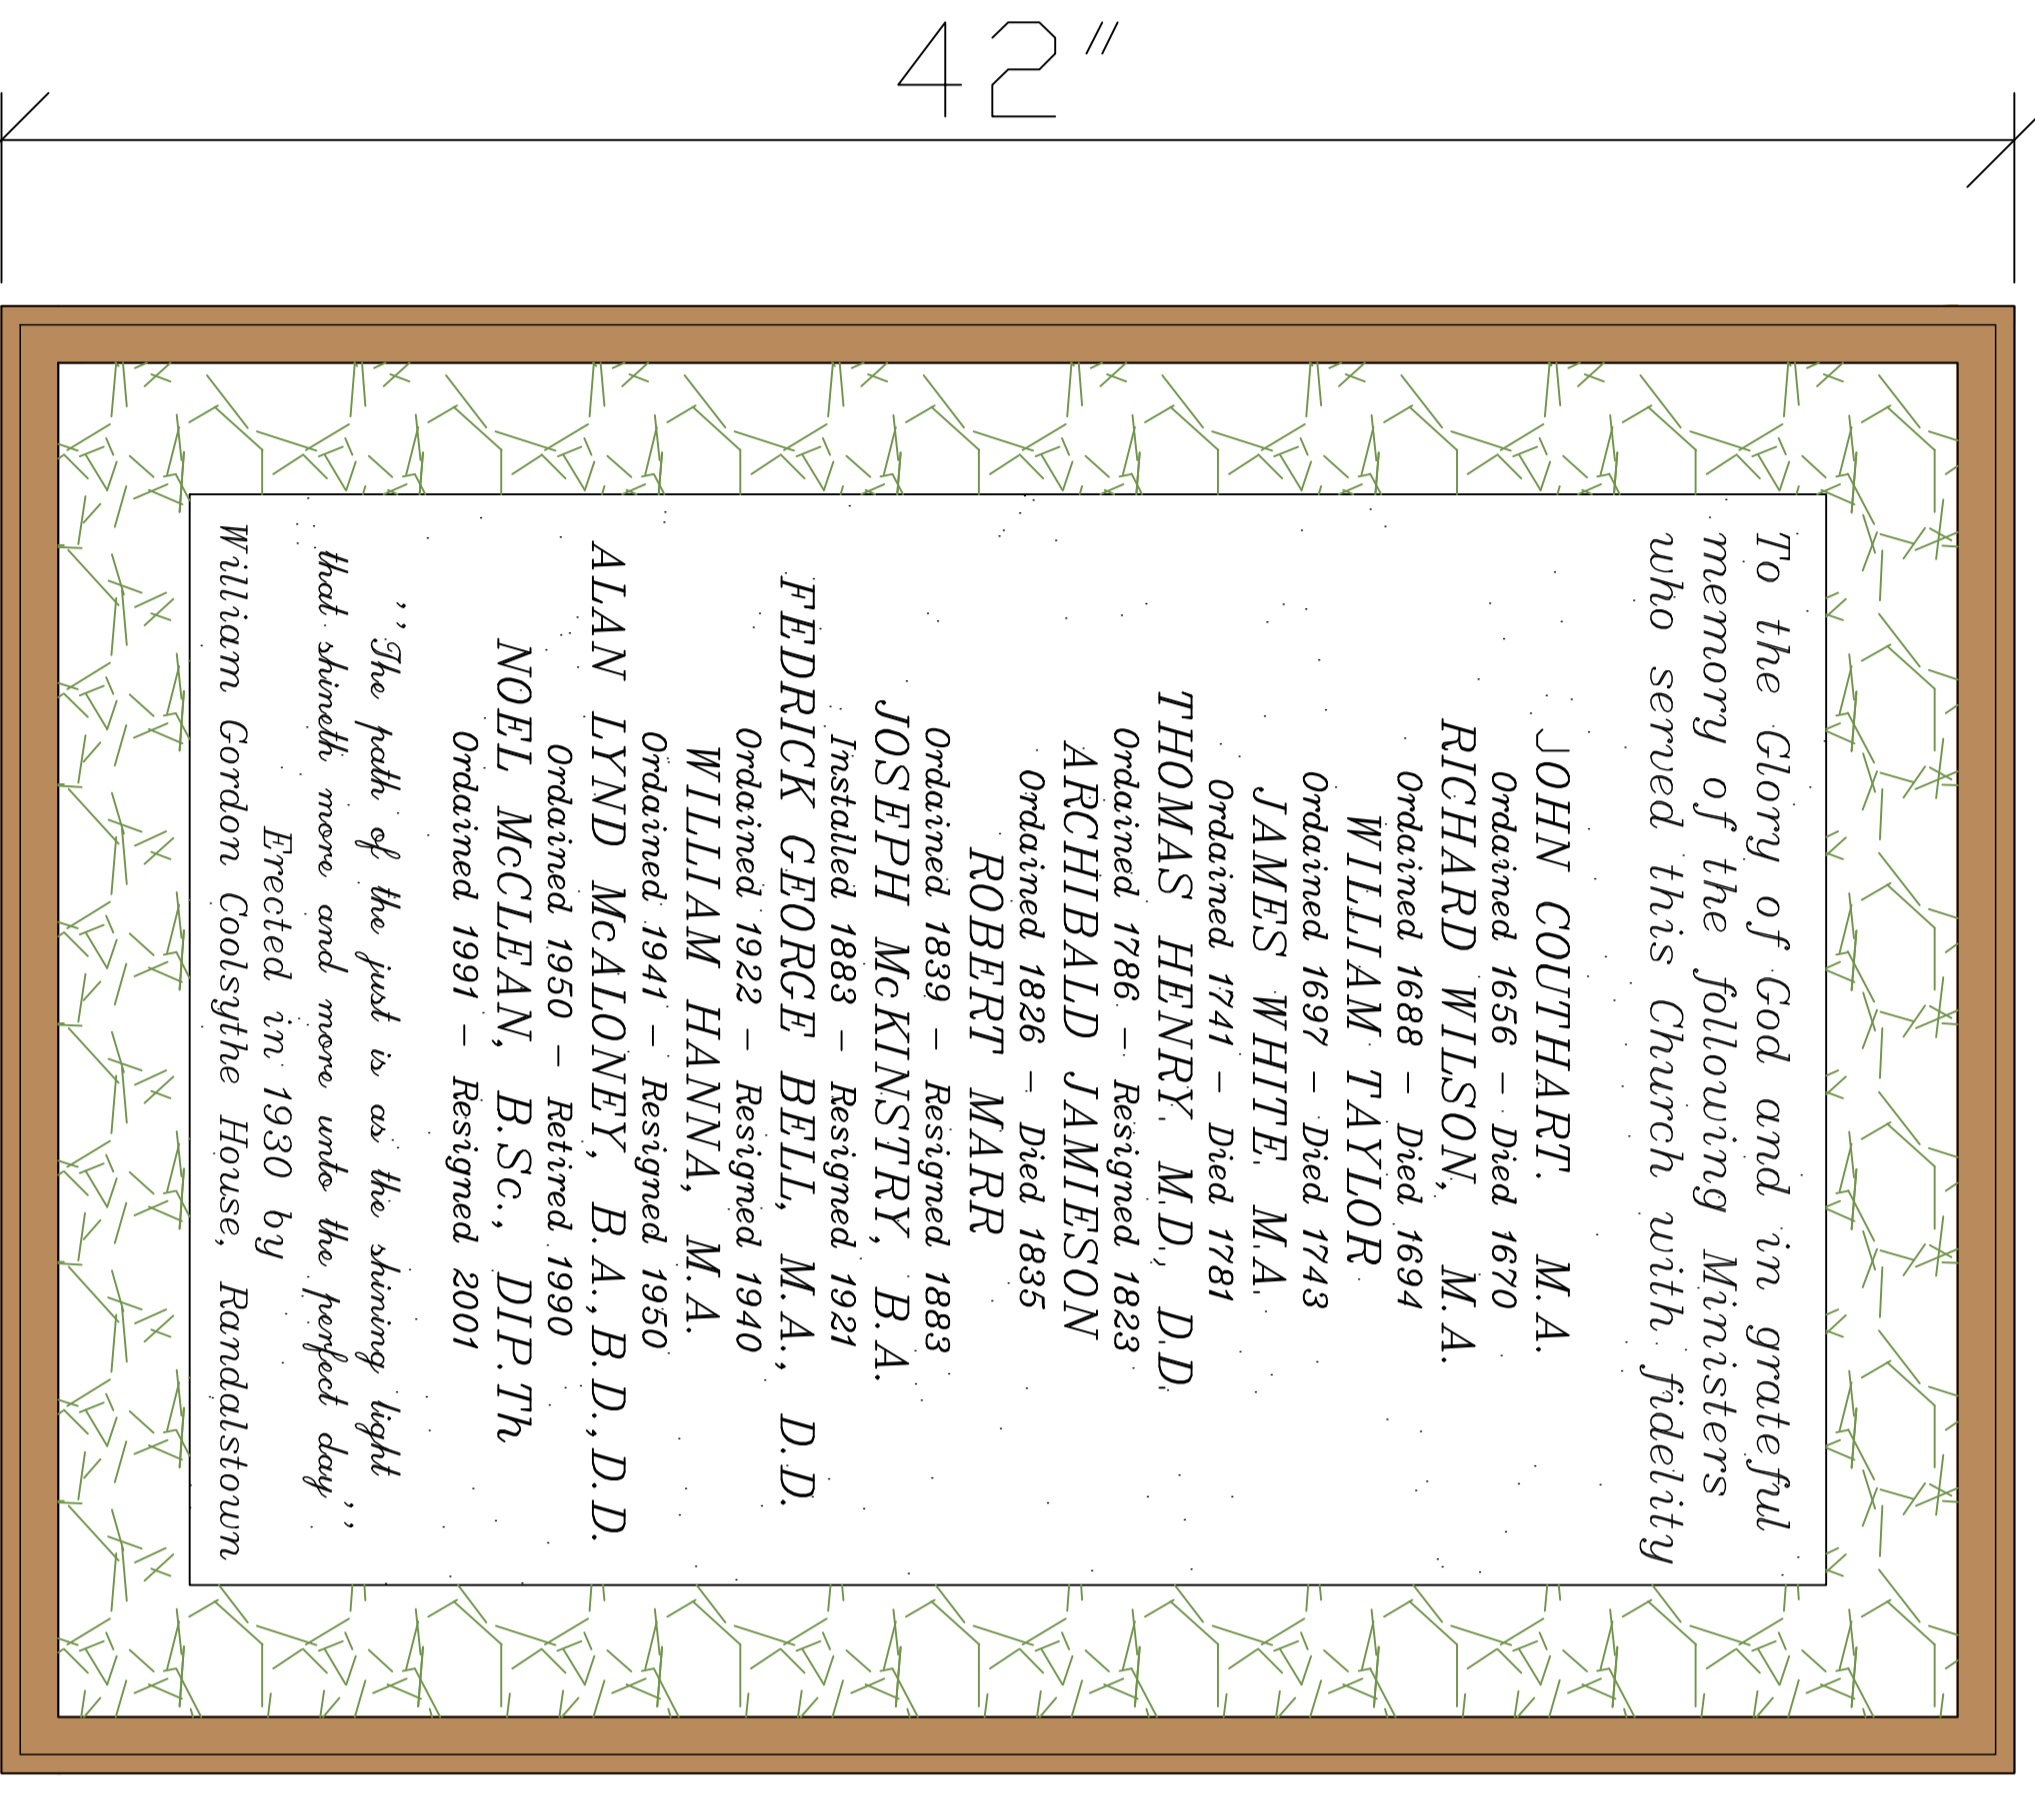 42"
To the Glory of God and in grateful
memory of the following Ministers
who served this Church with fidelity
JOHN COUTHART. M.A.
Ordained 1656 - Died 1670
RICHARD WILSON, M.A.
Ordained 1688 - Died 1694
WILLIAM TAYLOR
Ordained 1697 - Died 1743
JAMES WHITE. M.A.
Ordained 1741 - Died 1781
THOMAS HENRY. M.D., D.D.
Ordained 1786 - Resigned 1823
ARCHIBALD JAMIESON
Ordained 1826 - Died 1835
ROBERT MARR
Ordained 1839 - Resigned 1883
JOSEPH McKINSTRY, B.A.
Installed 1883 - Resigned 1921
FEDRICK GEORGE BELL, M.A., D.D.
Ordained 1922 - Resigned 1940
WILLIAM HANNA, M.A.
Ordained 1941 - Resigned 1950
ALAN LYND McALONEY, B.A.,B.D.,D.D.
Ordained 1950 - Retired 1990
NOEL McCLEAN, B.Sc., DIP.Th
Ordained 1991 - Resigned 2001
,,The path of the just is as the shining light
that shineth more and more unto the perfect day,,
Erected in 1930 by
William Gordon Coolsythe House, Randalstown